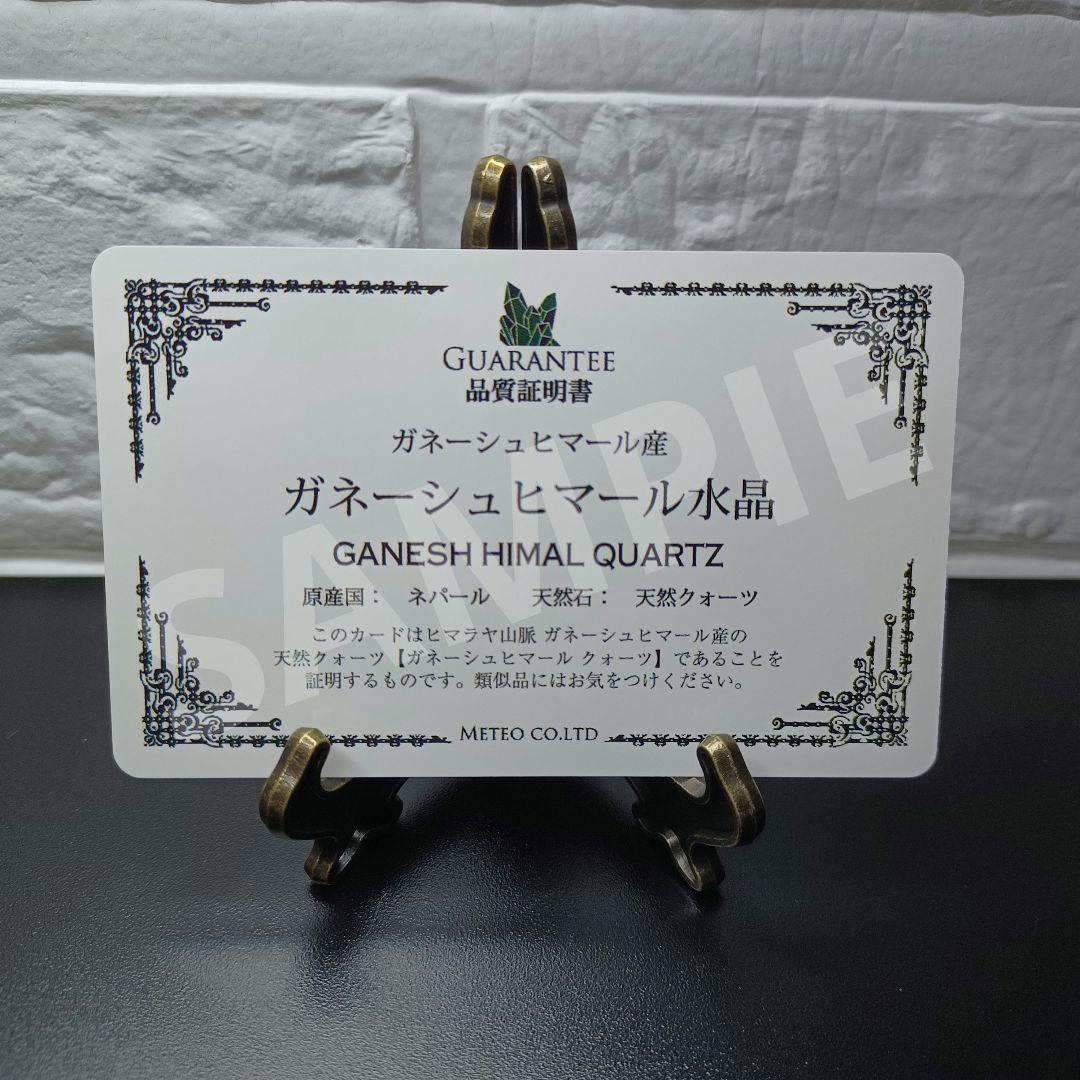 GUARANTEE
品質証明書
ガネーシュヒマール産
ガネーシュヒマール水晶
GANESH HIMAL QUARTZ
原産国： ネパール 天然石： 天然クォーツ
このカードはヒマラヤ山脈 ガネーシュヒマール産の
天然クォーツ【ガネーシュヒマール クォーツ】であることを
証明するものです。類似品にはお気をつけください。
METEO CO.LTD
SAMPIE